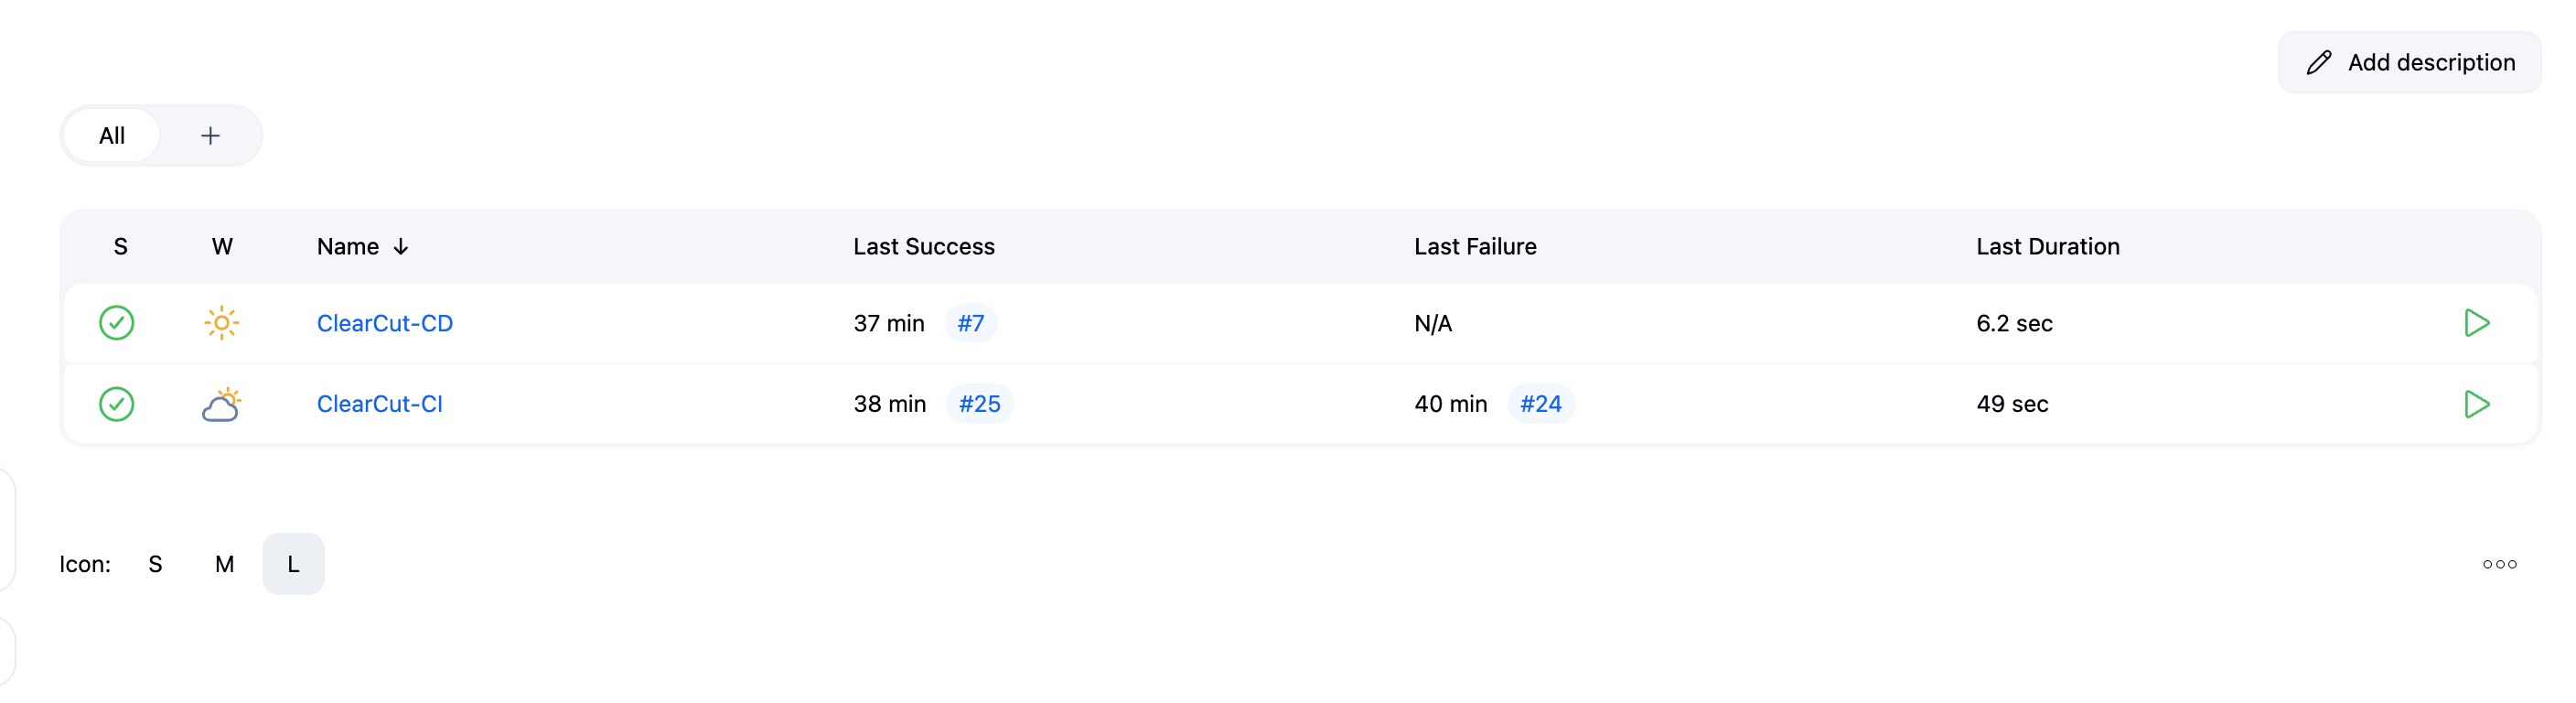 Add description
All +
S W Name ↓ Last Success Last Failure Last Duration
ClearCut-CD 37 min #7 N/A 6.2 sec
ClearCut-CI 38 min #25 40 min #24 49 sec
Icon: S M L